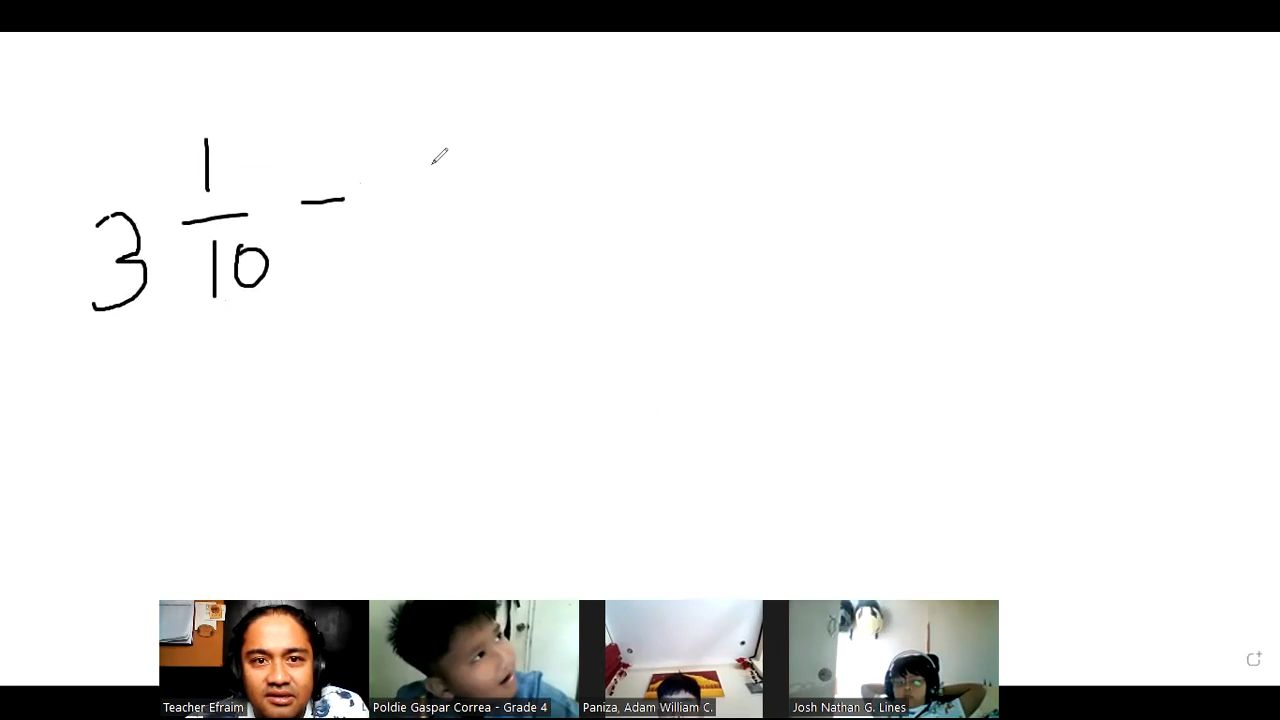 3 1/10 −
Teacher Efraim
Poldie Gaspar Correa - Grade 4
Paniza, Adam William C.
Josh Nathan G. Lines